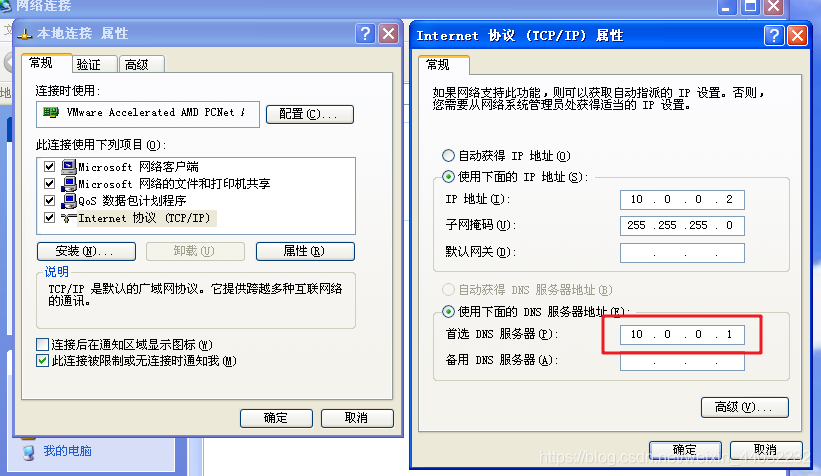 网络连接
本地连接 属性
常规
验证
高级
连接时使用:
VMware Accelerated AMD PCNet A
配置(C)...
此连接使用下列项目(O):
Microsoft 网络客户端
Microsoft 网络的文件和打印机共享
QoS 数据包计划程序
Internet 协议 (TCP/IP)
安装(N)...
卸载(U)
属性(R)
说明
TCP/IP 是默认的广域网协议。它提供跨越多种互联网络
的通讯。
连接后在通知区域显示图标(W)
此连接被限制或无连接时通知我(M)
确定
取消
我的电脑
Internet 协议 (TCP/IP) 属性
常规
如果网络支持此功能，则可以获取自动指派的 IP 设置。否则，
您需要从网络系统管理员处获得适当的 IP 设置。
自动获得 IP 地址(O)
使用下面的 IP 地址(S):
IP 地址(I):
10 . 0 . 0 . 2
子网掩码(U):
255 .255 .255 . 0
默认网关(D):
. . .
自动获得 DNS 服务器地址(B)
使用下面的 DNS 服务器地址(E):
首选 DNS 服务器(P):
10 . 0 . 0 . 1
备用 DNS 服务器(A):
. . .
高级(V)...
确定
取消